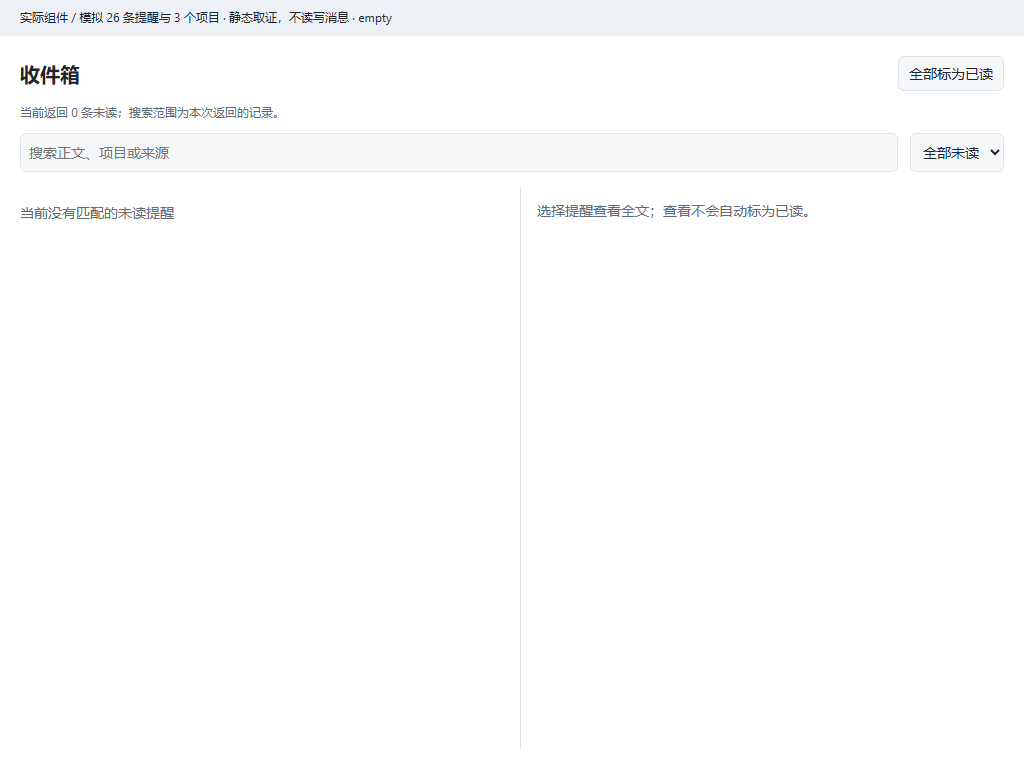 实际组件 / 模拟 26 条提醒与 3 个项目 · 静态取证，不读写消息 · empty
收件箱
全部标为已读
当前返回 0 条未读；搜索范围为本次返回的记录。
搜索正文、项目或来源
全部未读
当前没有匹配的未读提醒
选择提醒查看全文；查看不会自动标为已读。